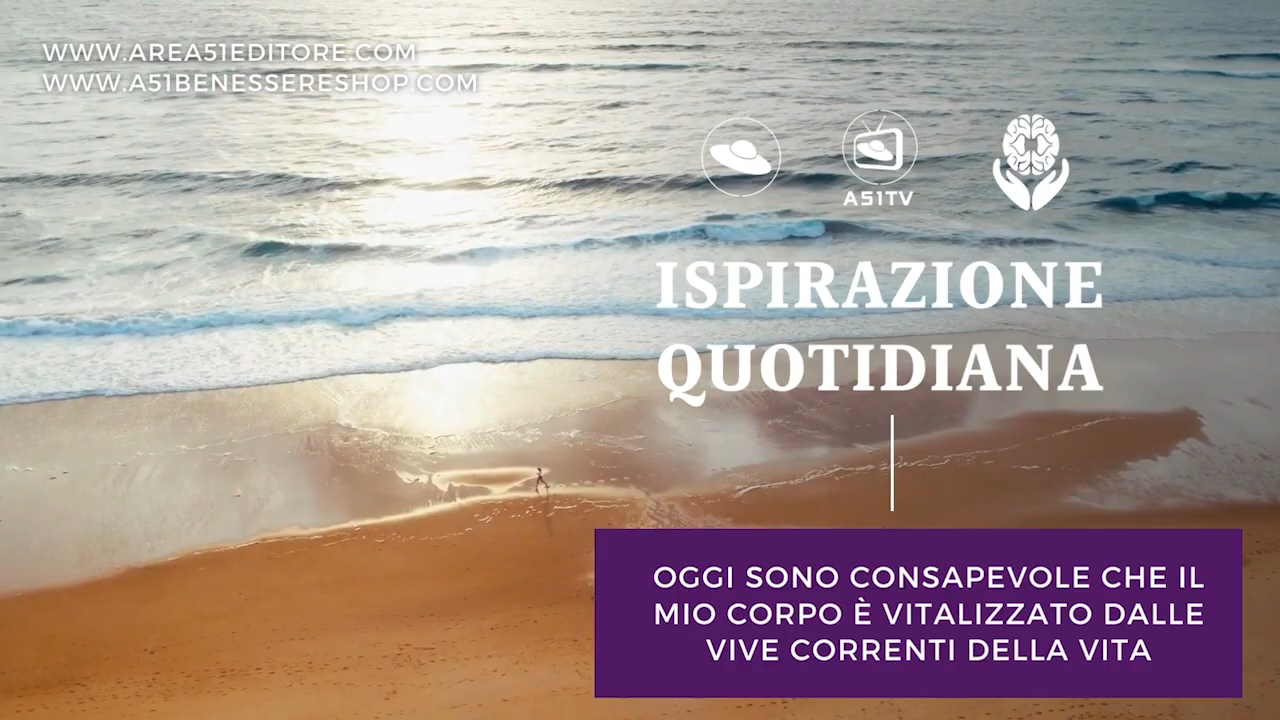 WWW.AREA51EDITORE.COM
WWW.A51BENESSERESHOP.COM
A51TV
ISPIRAZIONE
QUOTIDIANA
OGGI SONO CONSAPEVOLE CHE IL
MIO CORPO È VITALIZZATO DALLE
VIVE CORRENTI DELLA VITA